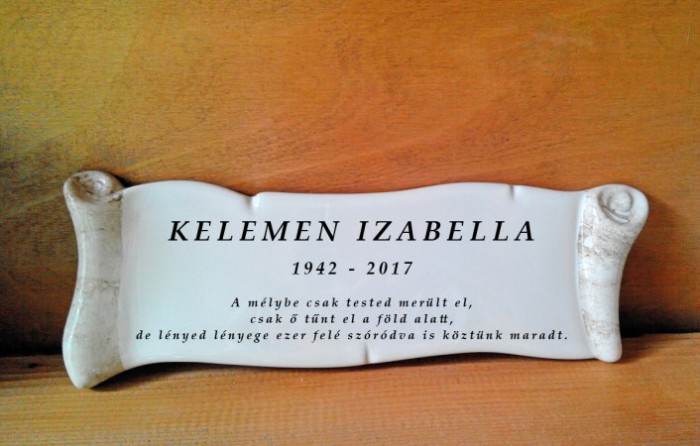 KELEMEN IZABELLA
1942 - 2017
A mélybe csak tested merült el,
csak ő tűnt el a föld alatt,
de lényed lényege ezer felé szóródva is köztünk maradt.